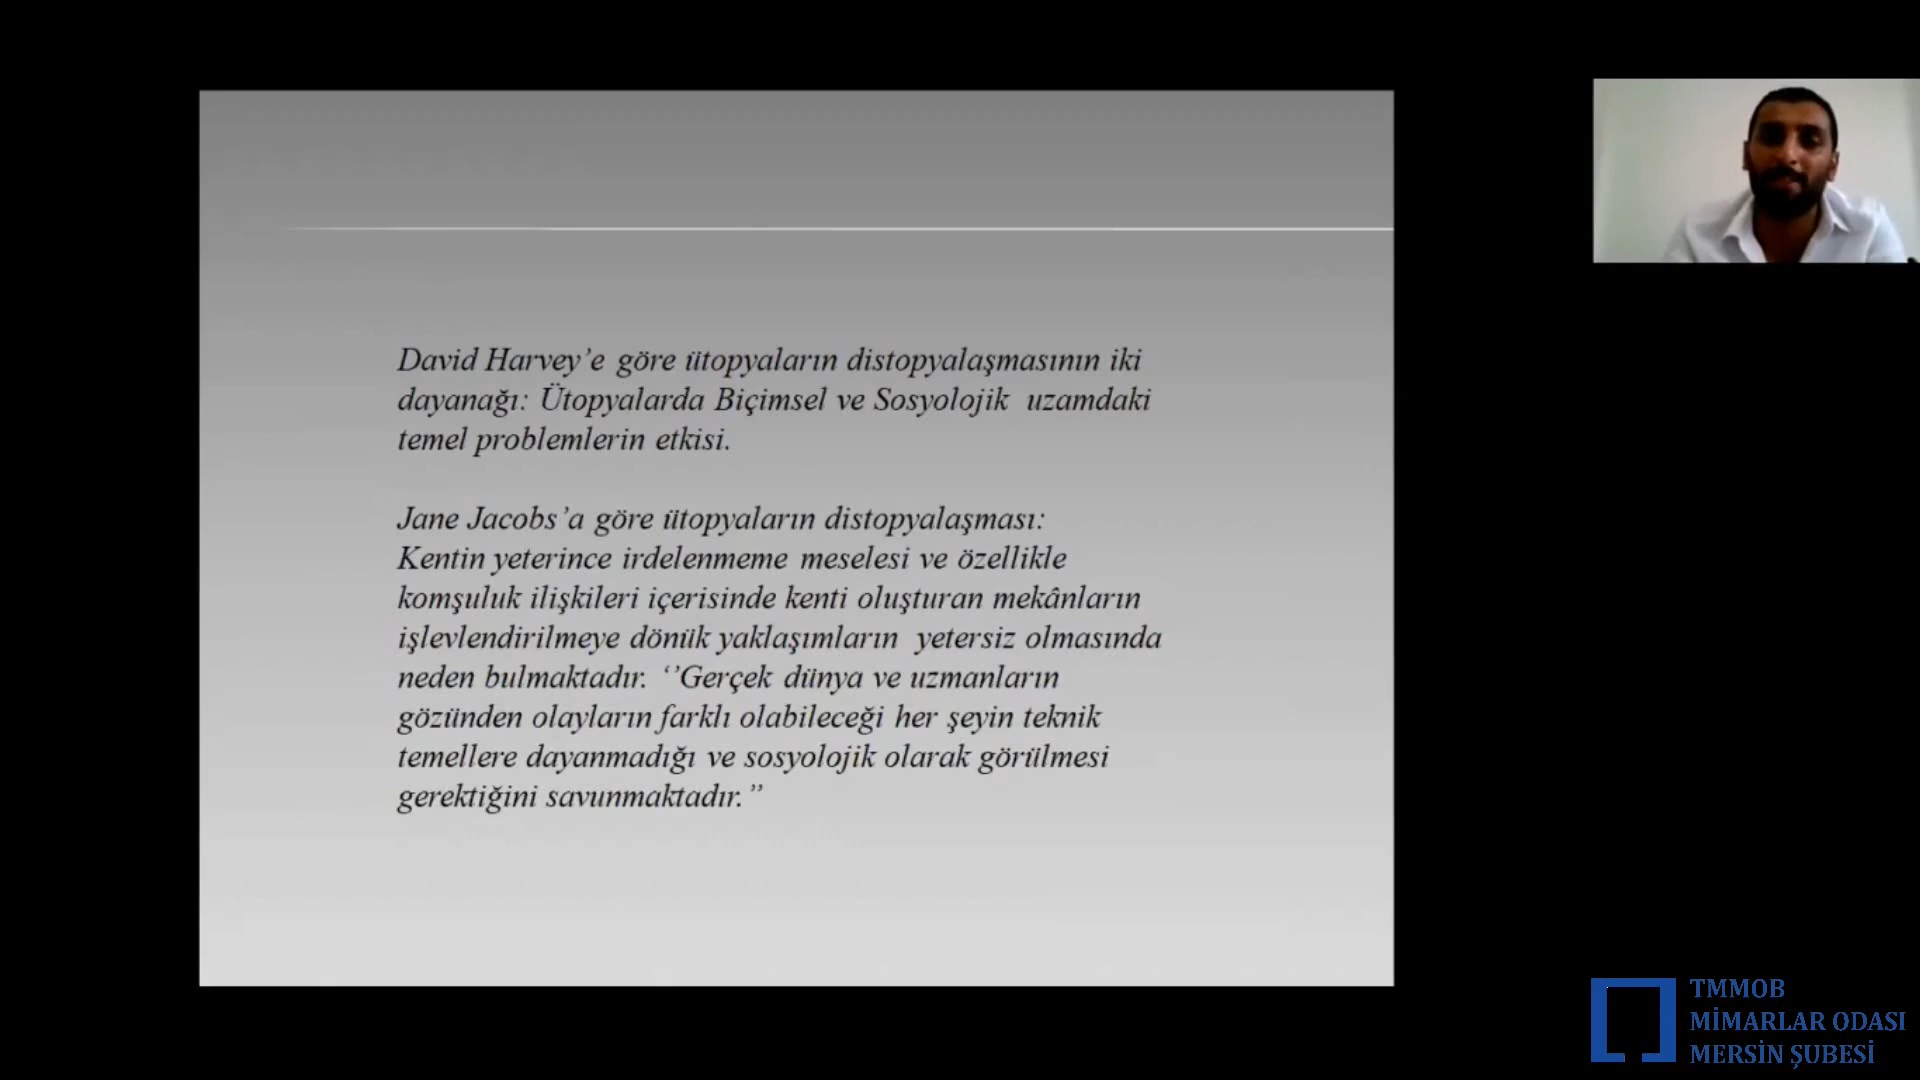 David Harvey’e göre ütopyaların distopyalaşmasının iki
dayanağı: Ütopyalarda Biçimsel ve Sosyolojik uzamdaki
temel problemlerin etkisi.
Jane Jacobs’a göre ütopyaların distopyalaşması:
Kentin yeterince irdelenmeme meselesi ve özellikle
komşuluk ilişkileri içerisinde kenti oluşturan mekânların
işlevlendirilmeye dönük yaklaşımların yetersiz olmasında
neden bulmaktadır. ‘’Gerçek dünya ve uzmanların
gözünden olayların farklı olabileceği her şeyin teknik
temellere dayanmadığı ve sosyolojik olarak görülmesi
gerektiğini savunmaktadır.’’
TMMOB
MİMARLAR ODASI
MERSİN ŞUBESİ